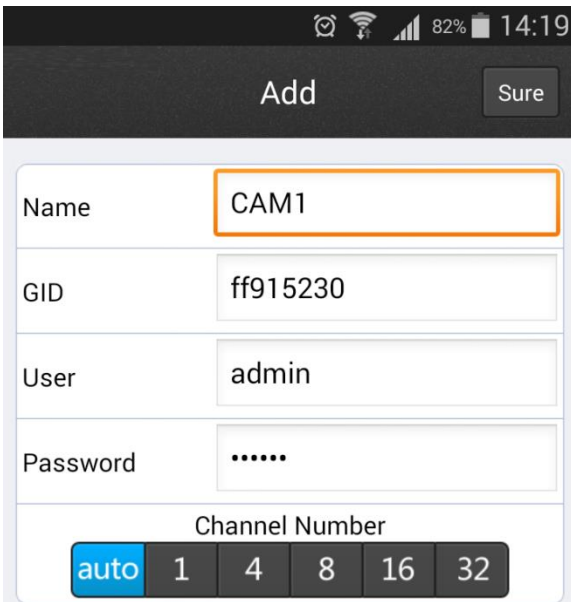 82% 14:19
Add Sure
Name CAM1
GID ff915230
User admin
Password ••••••
Channel Number
auto 1 4 8 16 32